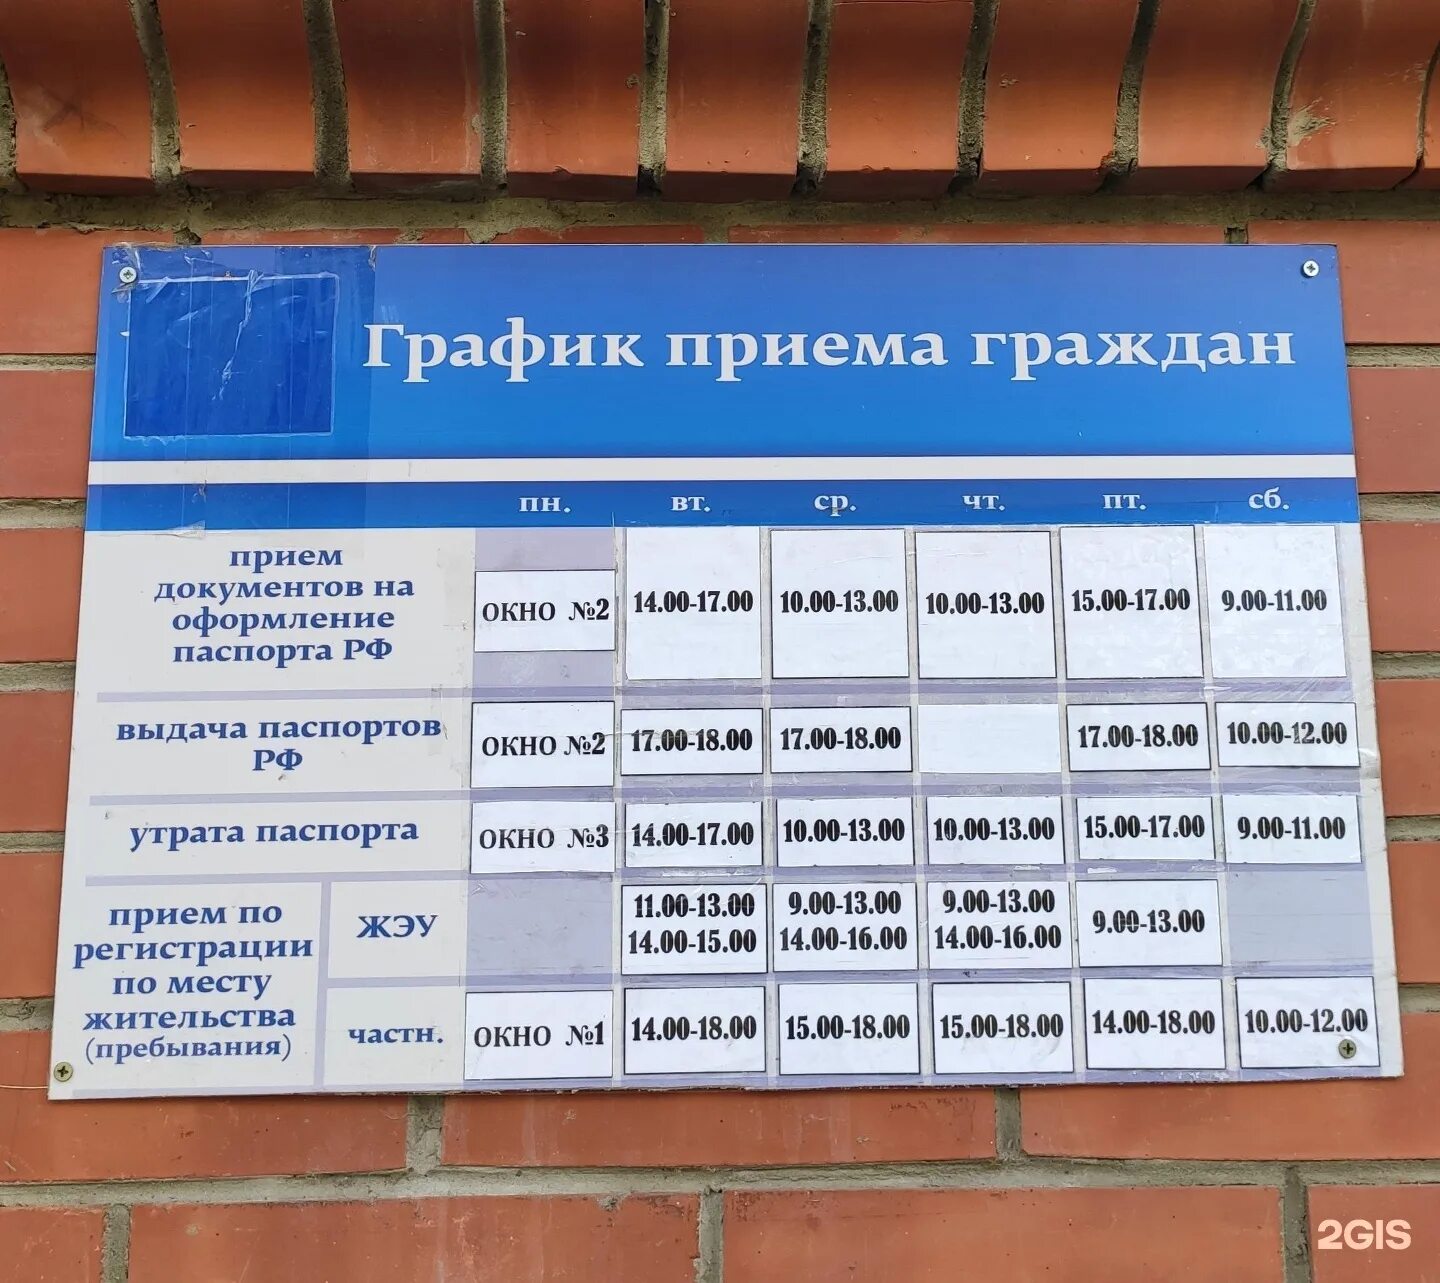 График приема граждан
пн. вт. ср. чт. пт. сб.
прием
документов на
оформление
паспорта РФ
ОКНО №2 14.00-17.00 10.00-13.00 10.00-13.00 15.00-17.00 9.00-11.00
выдача паспортов
РФ
ОКНО №2 17.00-18.00 17.00-18.00 17.00-18.00 10.00-12.00
утрата паспорта ОКНО №3 14.00-17.00 10.00-13.00 10.00-13.00 15.00-17.00 9.00-11.00
прием по
регистрации
по месту
жительства
(пребывания)
ЖЭУ
11.00-13.00 9.00-13.00 9.00-13.00 9.00-13.00
14.00-15.00 14.00-16.00 14.00-16.00
частн. ОКНО №1 14.00-18.00 15.00-18.00 15.00-18.00 14.00-18.00 10.00-12.00
2GIS